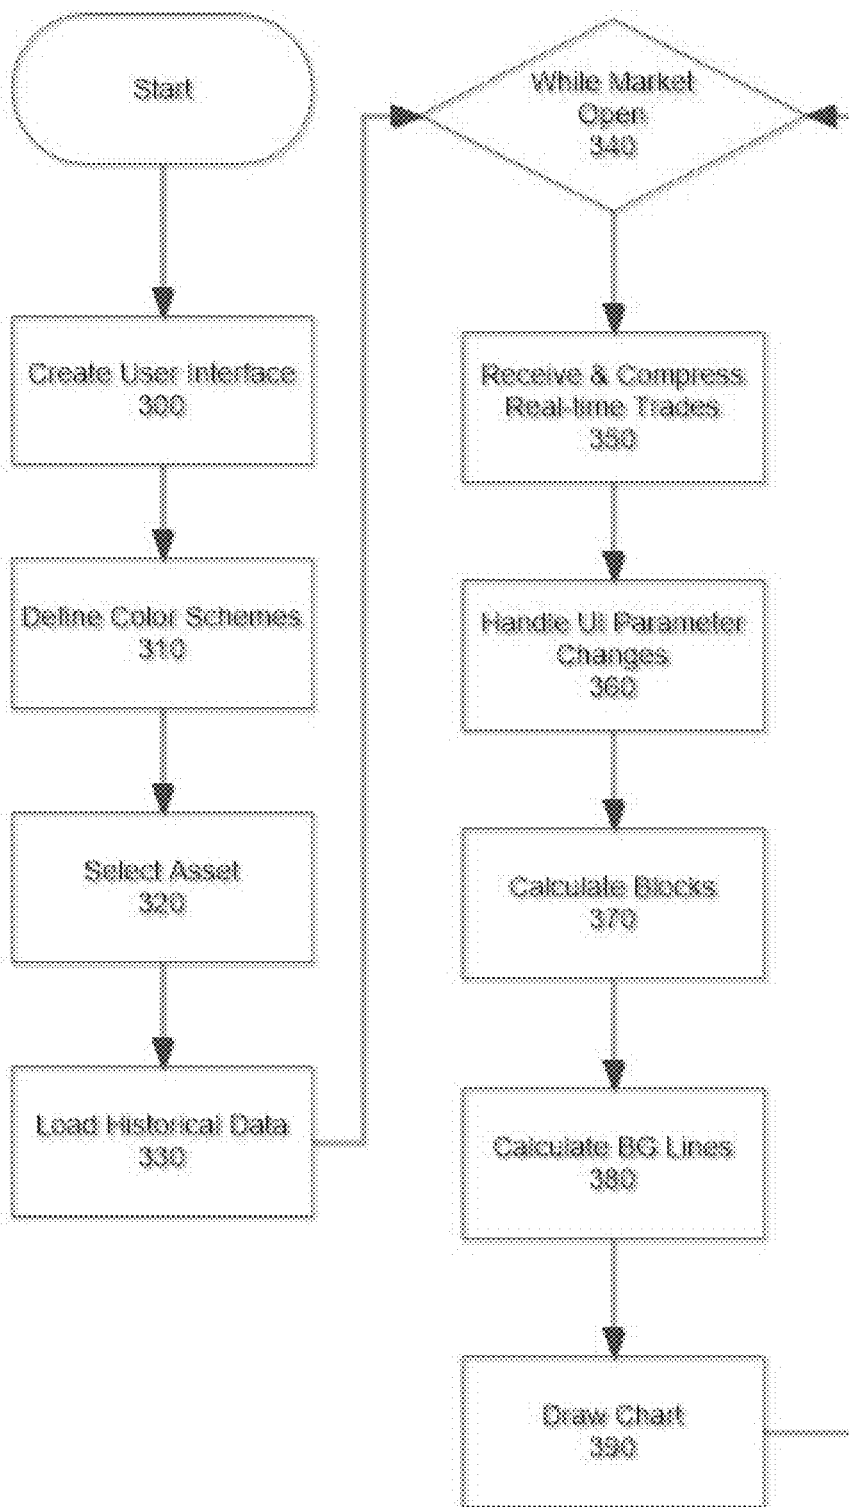 Start
Create User Interface
300
Define Color Schemes
310
Select Asset
320
Load Historical Data
330
While Market
Open
340
Receive & Compress
Real-time Trades
350
Handle UI Parameter
Changes
360
Calculate Blocks
370
Calculate BG Lines
380
Draw Chart
390